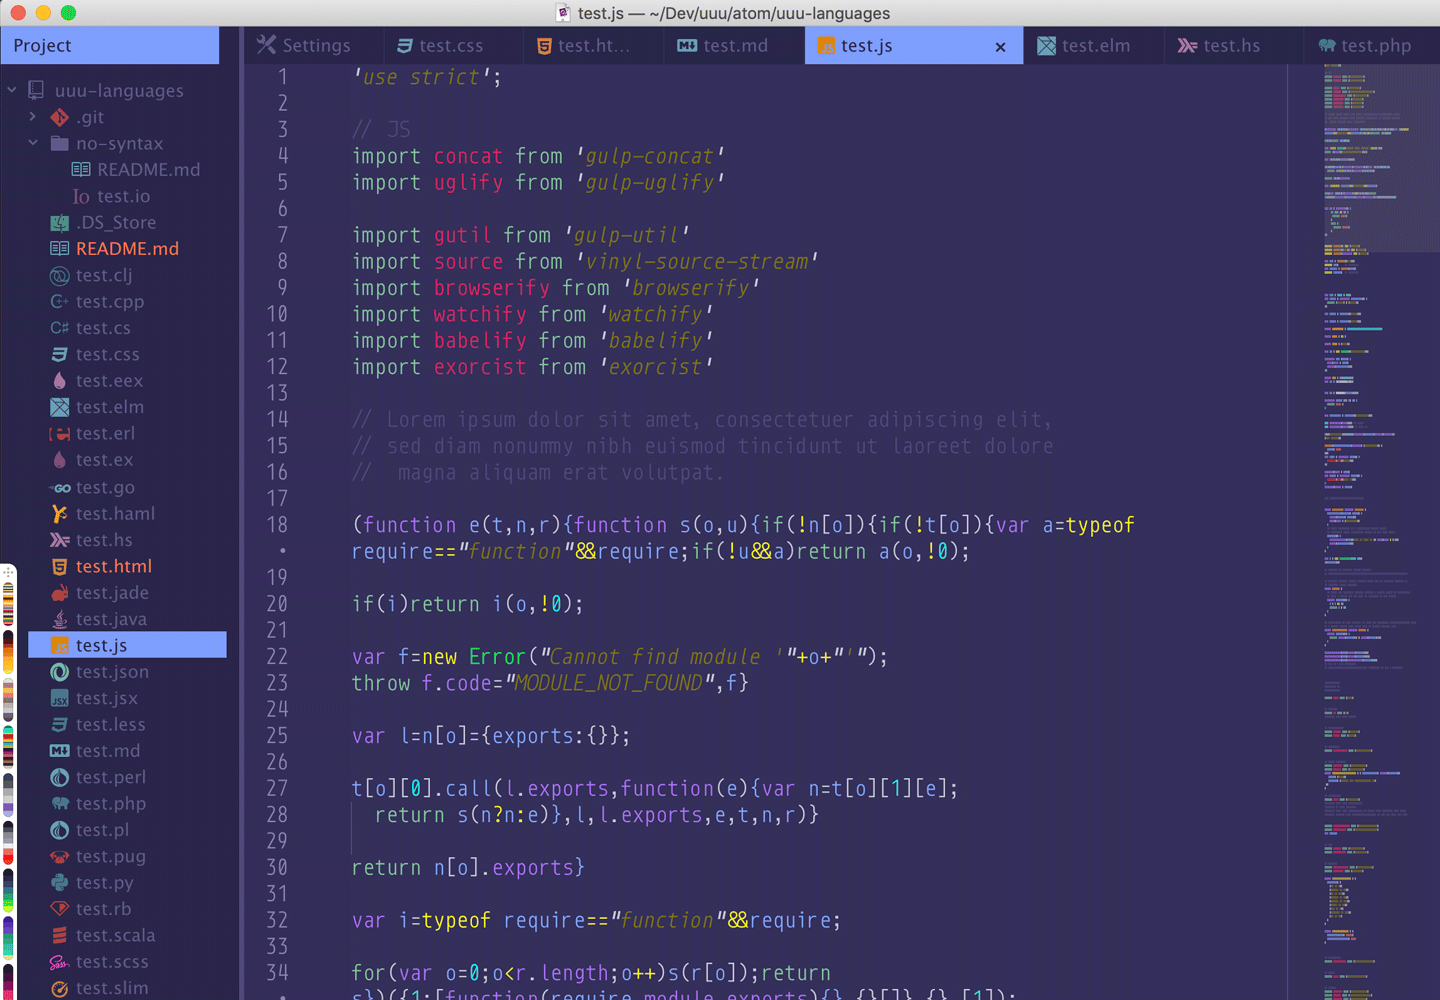 test.js — ~/Dev/uuu/atom/uuu-languages
Project
Settings
test.css
test.ht...
test.md
test.js
test.elm
test.hs
test.php
uuu-languages
.git
no-syntax
README.md
Io test.io
.DS_Store
README.md
test.clj
test.cpp
test.cs
test.css
test.eex
test.elm
test.erl
test.ex
test.go
test.haml
test.hs
test.html
test.jade
test.java
test.js
test.json
test.jsx
test.less
test.md
test.perl
test.php
test.pl
test.pug
test.py
test.rb
test.scala
test.scss
test.slim
1 'use strict';
2
3 // JS
4 import concat from 'gulp-concat'
5 import uglify from 'gulp-uglify'
6
7 import gutil from 'gulp-util'
8 import source from 'vinyl-source-stream'
9 import browserify from 'browserify'
10 import watchify from 'watchify'
11 import babelify from 'babelify'
12 import exorcist from 'exorcist'
13
14 // Lorem ipsum dolor sit amet, consectetuer adipiscing elit,
15 // sed diam nonummy nibh euismod tincidunt ut laoreet dolore
16 //  magna aliquam erat volutpat.
17
18 (function e(t,n,r){function s(o,u){if(!n[o]){if(!t[o]){var a=typeof
• require=="function"&&require;if(!u&&a)return a(o,!0);
19
20 if(i)return i(o,!0);
21
22 var f=new Error("Cannot find module '"+o+"'");
23 throw f.code="MODULE_NOT_FOUND",f}
24
25 var l=n[o]={exports:{}};
26
27 t[o][0].call(l.exports,function(e){var n=t[o][1][e];
28   return s(n?n:e)},l,l.exports,e,t,n,r)}
29
30 return n[o].exports}
31
32 var i=typeof require=="function"&&require;
33
34 for(var o=0;o<r.length;o++)s(r[o]);return
• s})({1:[function(require,module,exports){},{}[]},{},[1]);